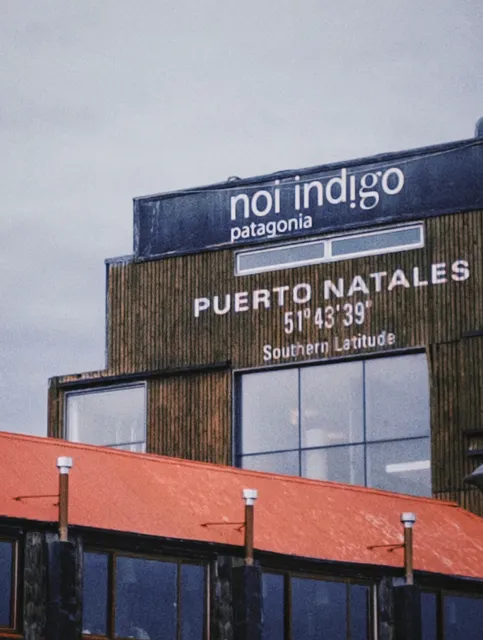 noi indigo
patagonia
PUERTO NATALES
51°43'39"
Southern Latitude